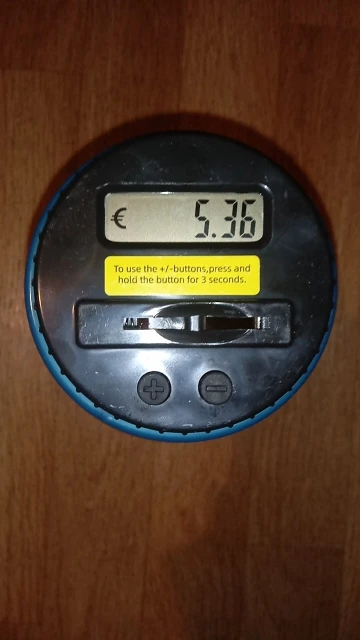 € 5.36
To use the +/-buttons,press and
hold the button for 3 seconds.
+ -